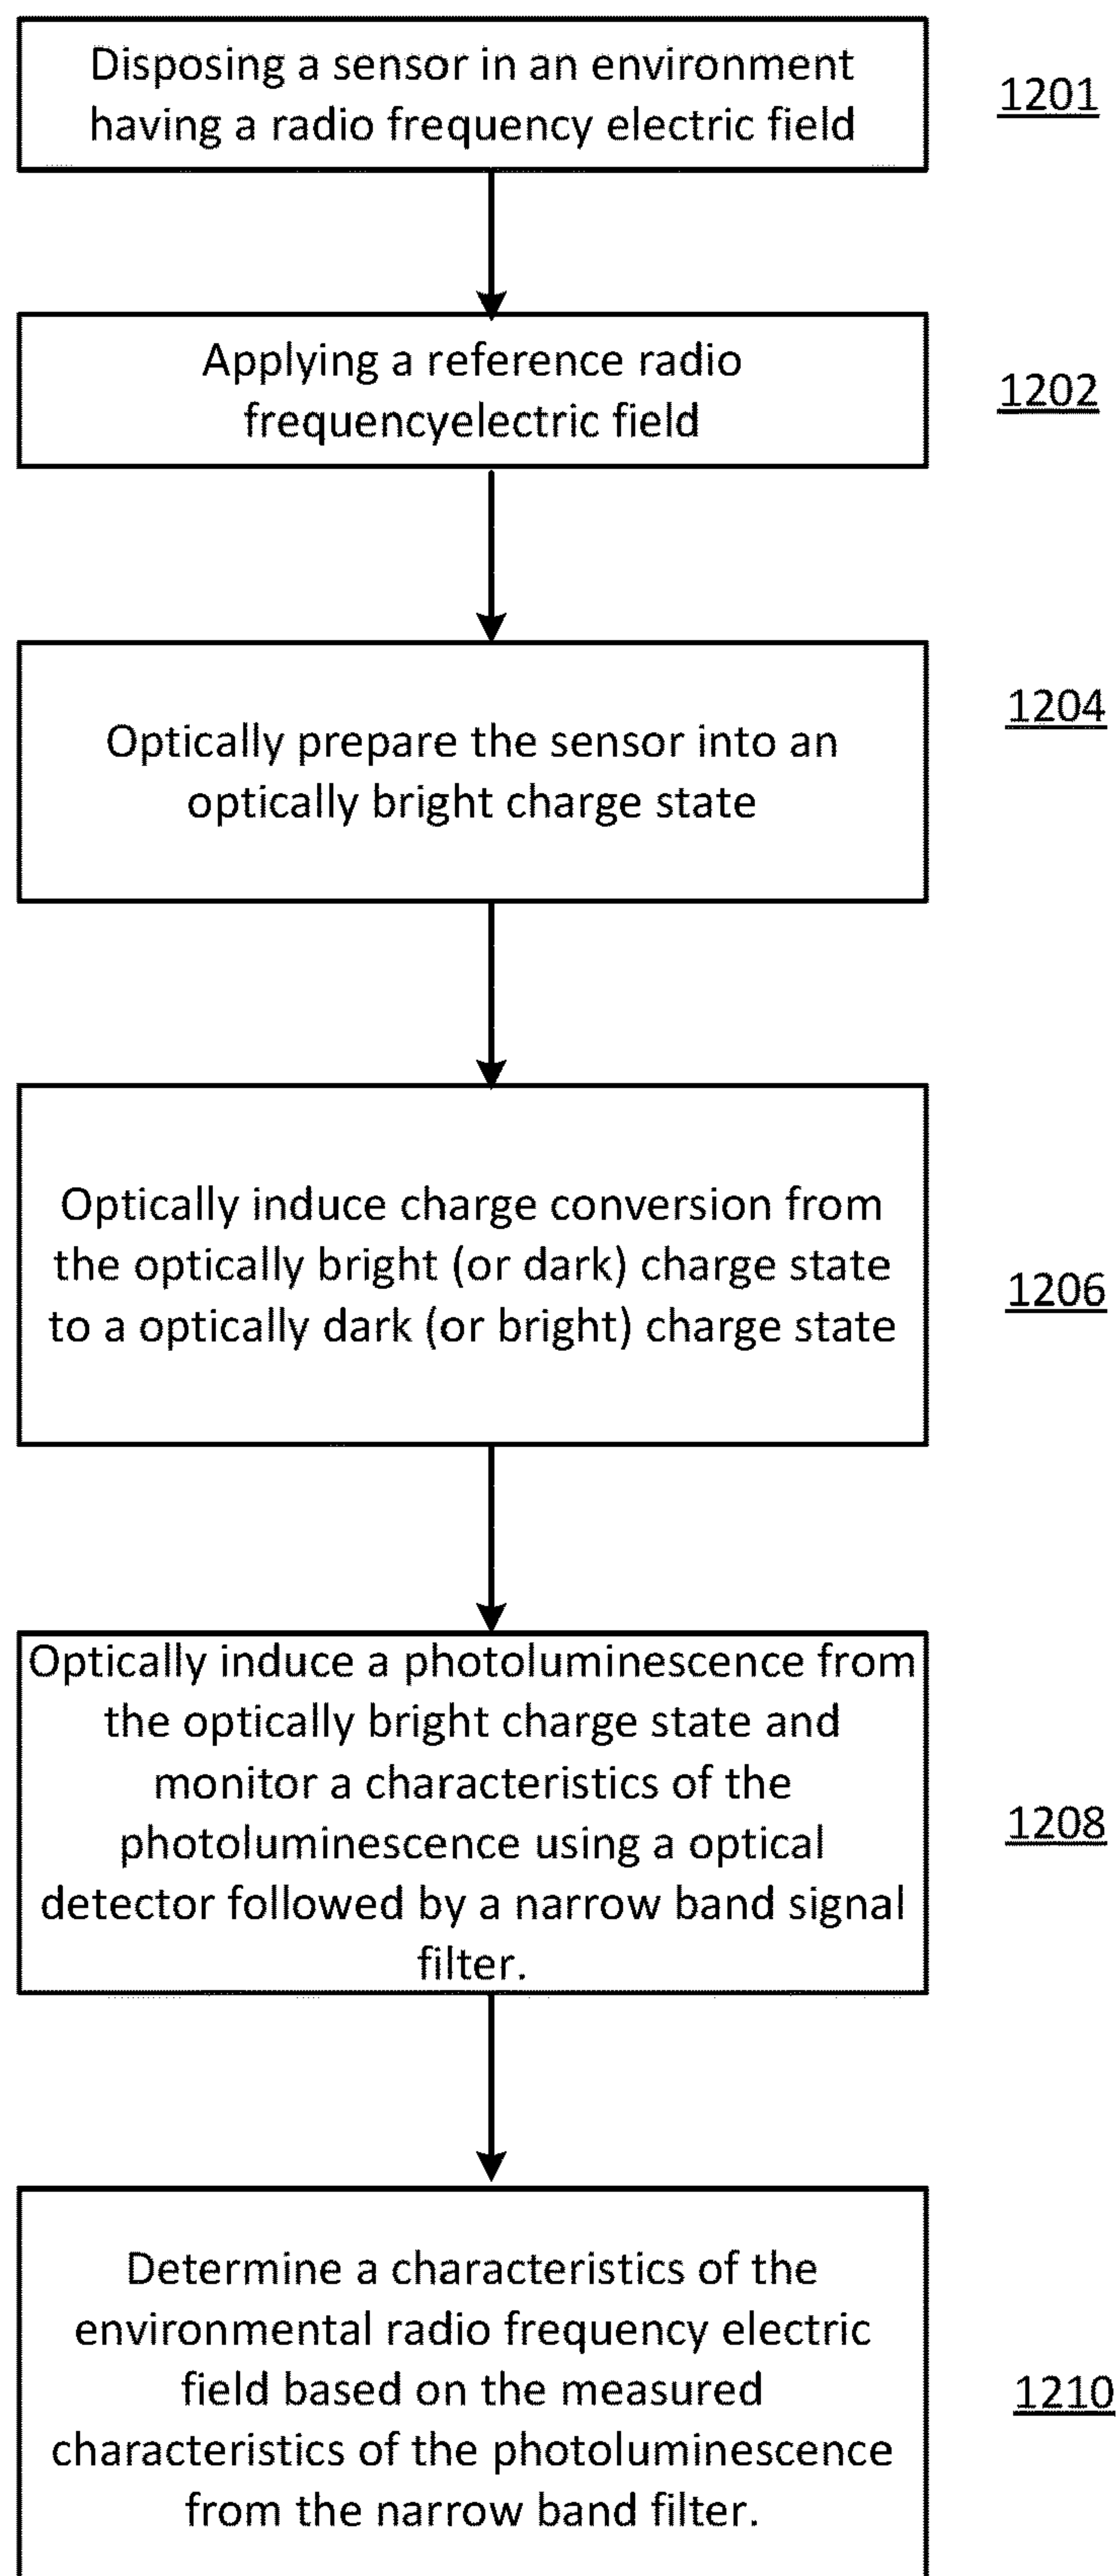 Disposing a sensor in an environment
having a radio frequency electric field
1201
Applying a reference radio
frequencyelectric field
1202
Optically prepare the sensor into an
optically bright charge state
1204
Optically induce charge conversion from
the optically bright (or dark) charge state
to a optically dark (or bright) charge state
1206
Optically induce a photoluminescence from
the optically bright charge state and
monitor a characteristics of the
photoluminescence using a optical
detector followed by a narrow band signal
filter.
1208
Determine a characteristics of the
environmental radio frequency electric
field based on the measured
characteristics of the photoluminescence
from the narrow band filter.
1210